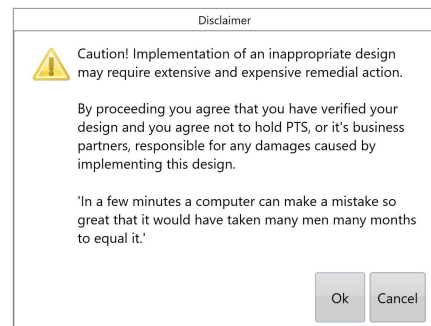 Disclaimer
Caution! Implementation of an inappropriate design
may require extensive and expensive remedial action.
By proceeding you agree that you have verified your
design and you agree not to hold PTS, or it's business
partners, responsible for any damages caused by
implementing this design.
'In a few minutes a computer can make a mistake so
great that it would have taken many men many months
to equal it.'
Ok Cancel